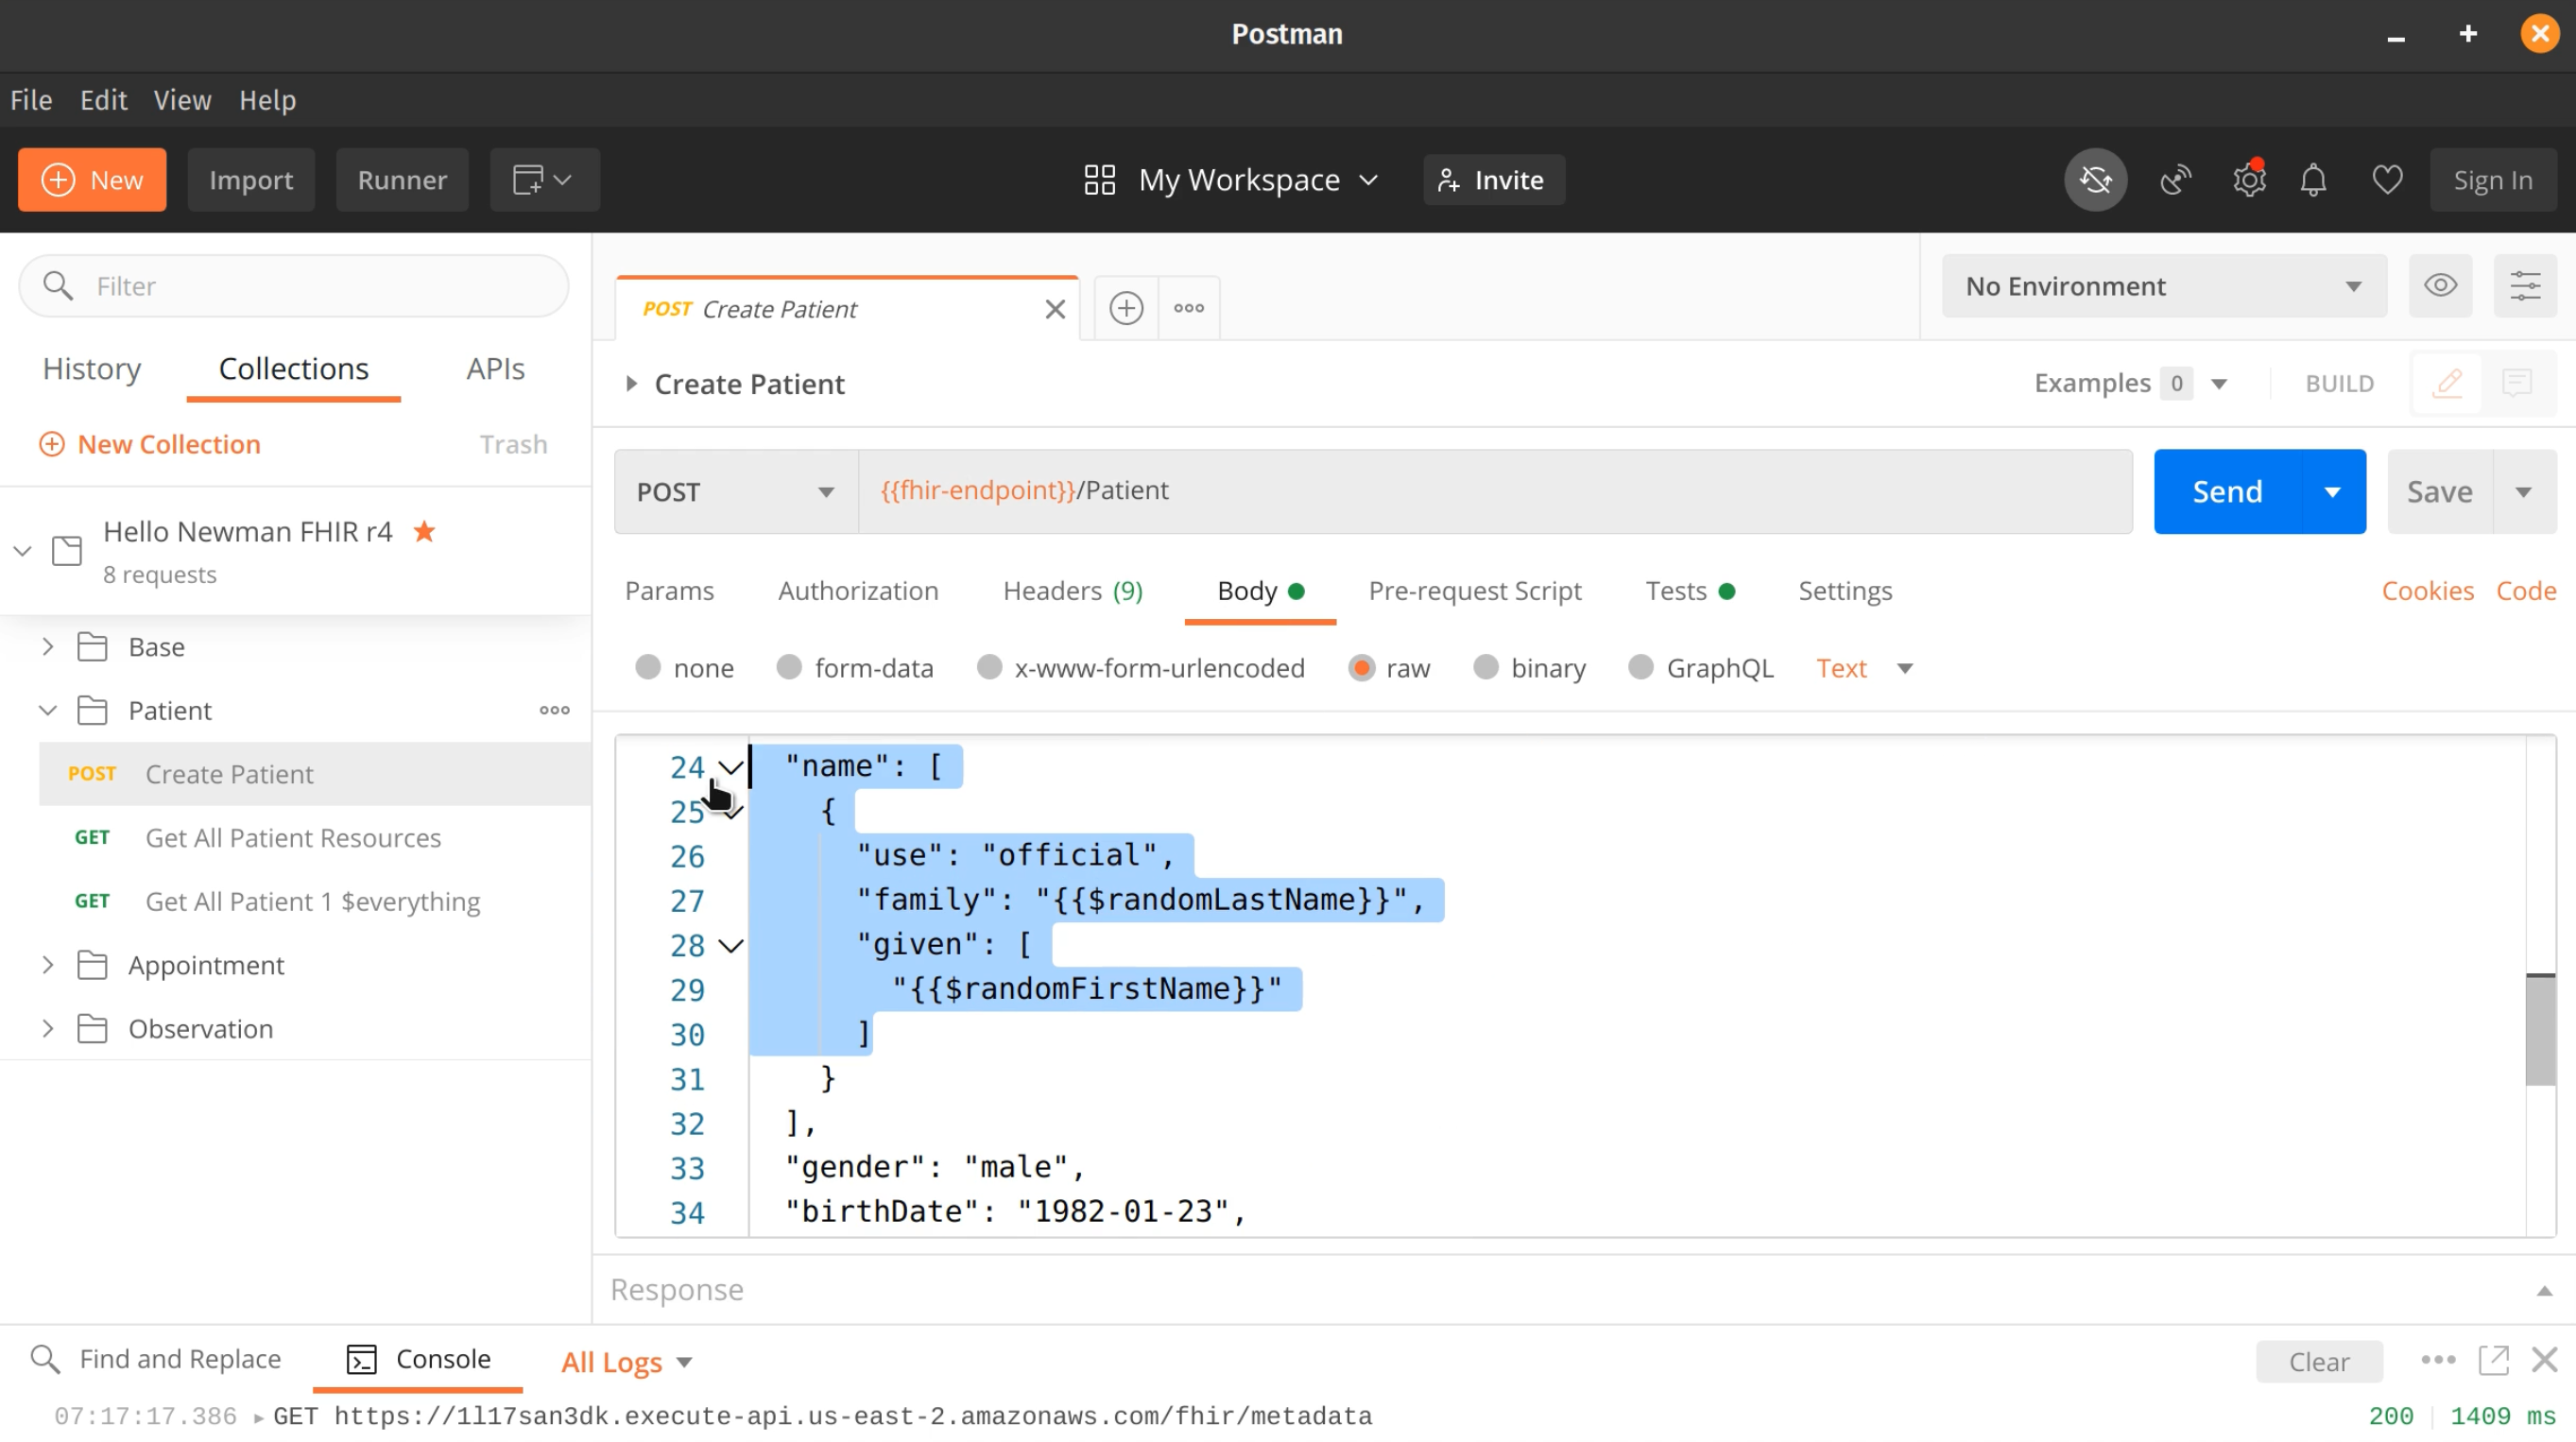 Postman
File Edit View Help
New Import Runner My Workspace Invite Sign In
Filter
History Collections APIs
New Collection Trash
Hello Newman FHIR r4
8 requests
Base
Patient
POST Create Patient
GET Get All Patient Resources
GET Get All Patient 1 $everything
Appointment
Observation
POST Create Patient
No Environment
Create Patient
Examples 0 BUILD
POST {{fhir-endpoint}}/Patient Send Save
Params Authorization Headers (9) Body Pre-request Script Tests Settings Cookies Code
none form-data x-www-form-urlencoded raw binary GraphQL Text
24 "name": [
25 {
26 "use": "official",
27 "family": "{{$randomLastName}}",
28 "given": [
29 "{{$randomFirstName}}"
30 ]
31 }
32 ],
33 "gender": "male",
34 "birthDate": "1982-01-23",
Response
Find and Replace Console All Logs Clear
07:17:17.386 GET https://1l17san3dk.execute-api.us-east-2.amazonaws.com/fhir/metadata 200 1409 ms